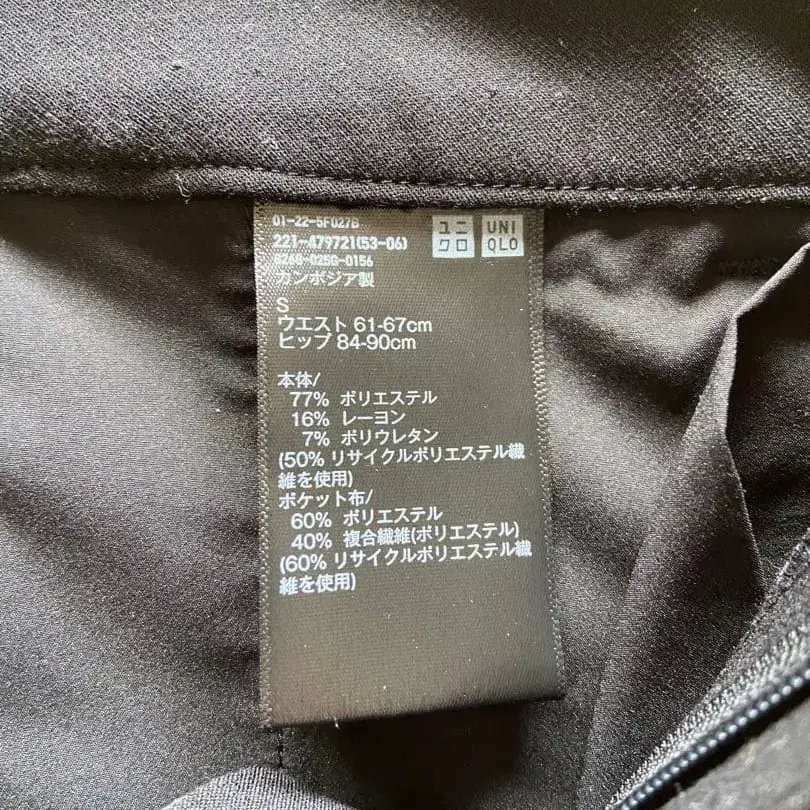 01-22-5F027B
221-479721(53-06)
8268-025G-0156
カンボジア製
ユニ
クロ
UNI
QLO
S
ウエスト 61-67cm
ヒップ 84-90cm
本体/
77% ポリエステル
16% レーヨン
7% ポリウレタン
(50% リサイクルポリエステル繊
維を使用)
ポケット布/
60% ポリエステル
40% 複合繊維(ポリエステル)
(60% リサイクルポリエステル繊
維を使用)